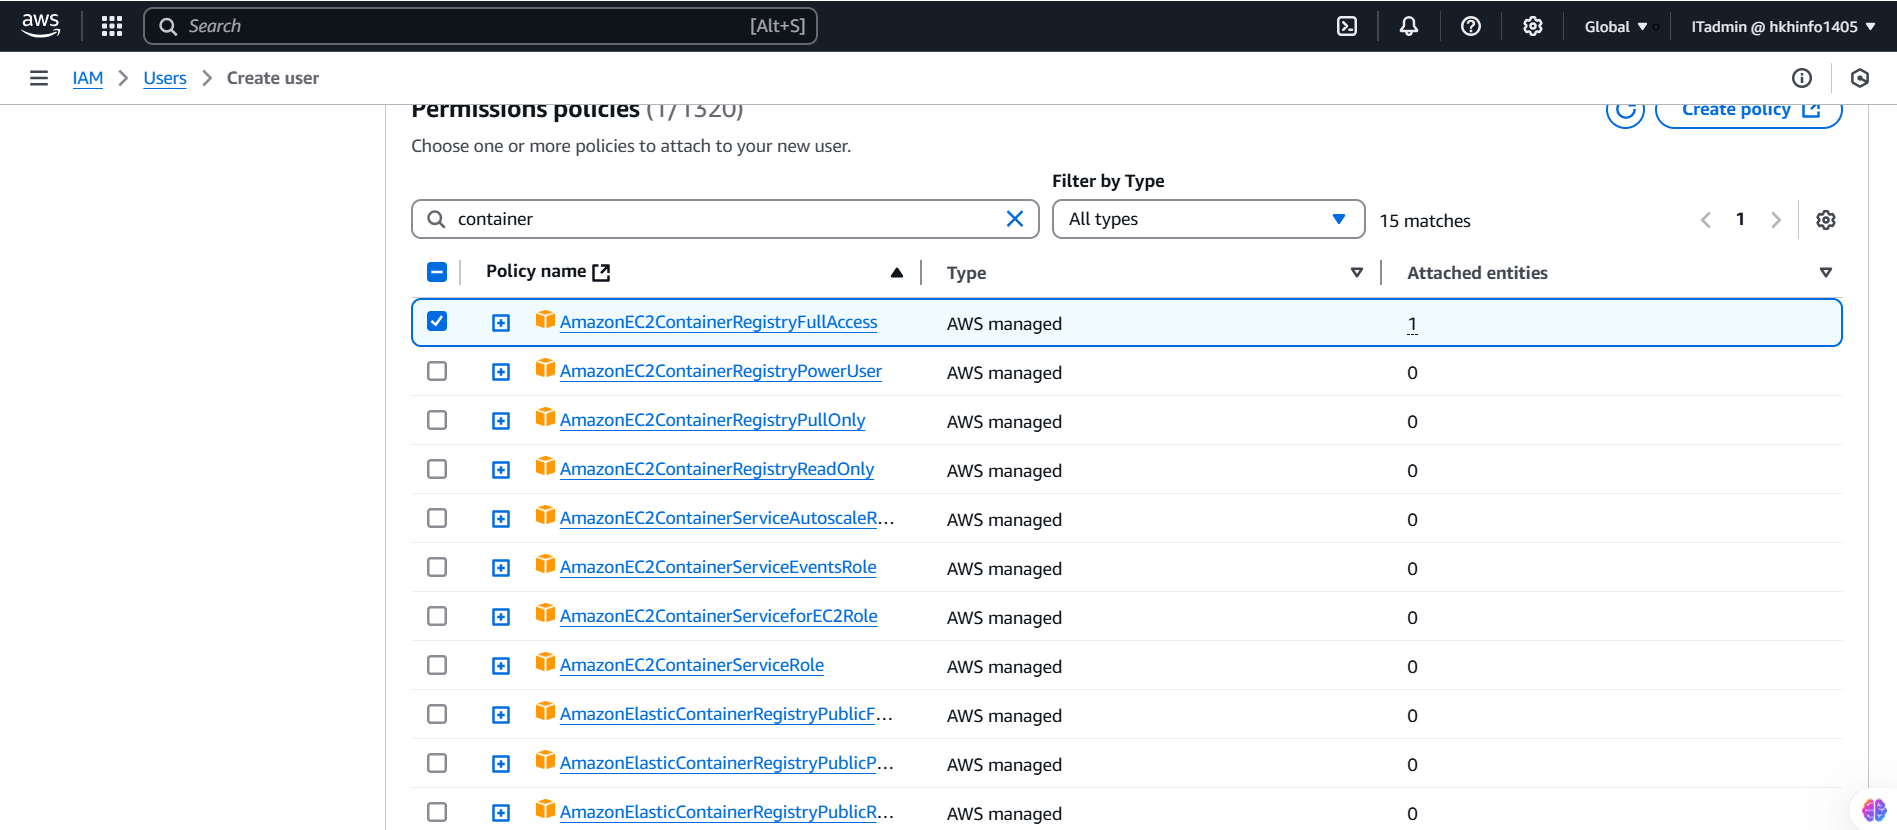 aws Search [Alt+S] Global ITadmin @ hkhinfo1405
IAM Users Create user
Permissions policies (1/1320) Create policy
Choose one or more policies to attach to your new user.
Filter by Type
container All types 15 matches 1
Policy name Type Attached entities
AmazonEC2ContainerRegistryFullAccess AWS managed 1
AmazonEC2ContainerRegistryPowerUser AWS managed 0
AmazonEC2ContainerRegistryPullOnly AWS managed 0
AmazonEC2ContainerRegistryReadOnly AWS managed 0
AmazonEC2ContainerServiceAutoscaleR... AWS managed 0
AmazonEC2ContainerServiceEventsRole AWS managed 0
AmazonEC2ContainerServiceforEC2Role AWS managed 0
AmazonEC2ContainerServiceRole AWS managed 0
AmazonElasticContainerRegistryPublicF... AWS managed 0
AmazonElasticContainerRegistryPublicP... AWS managed 0
AmazonElasticContainerRegistryPublicR... AWS managed 0